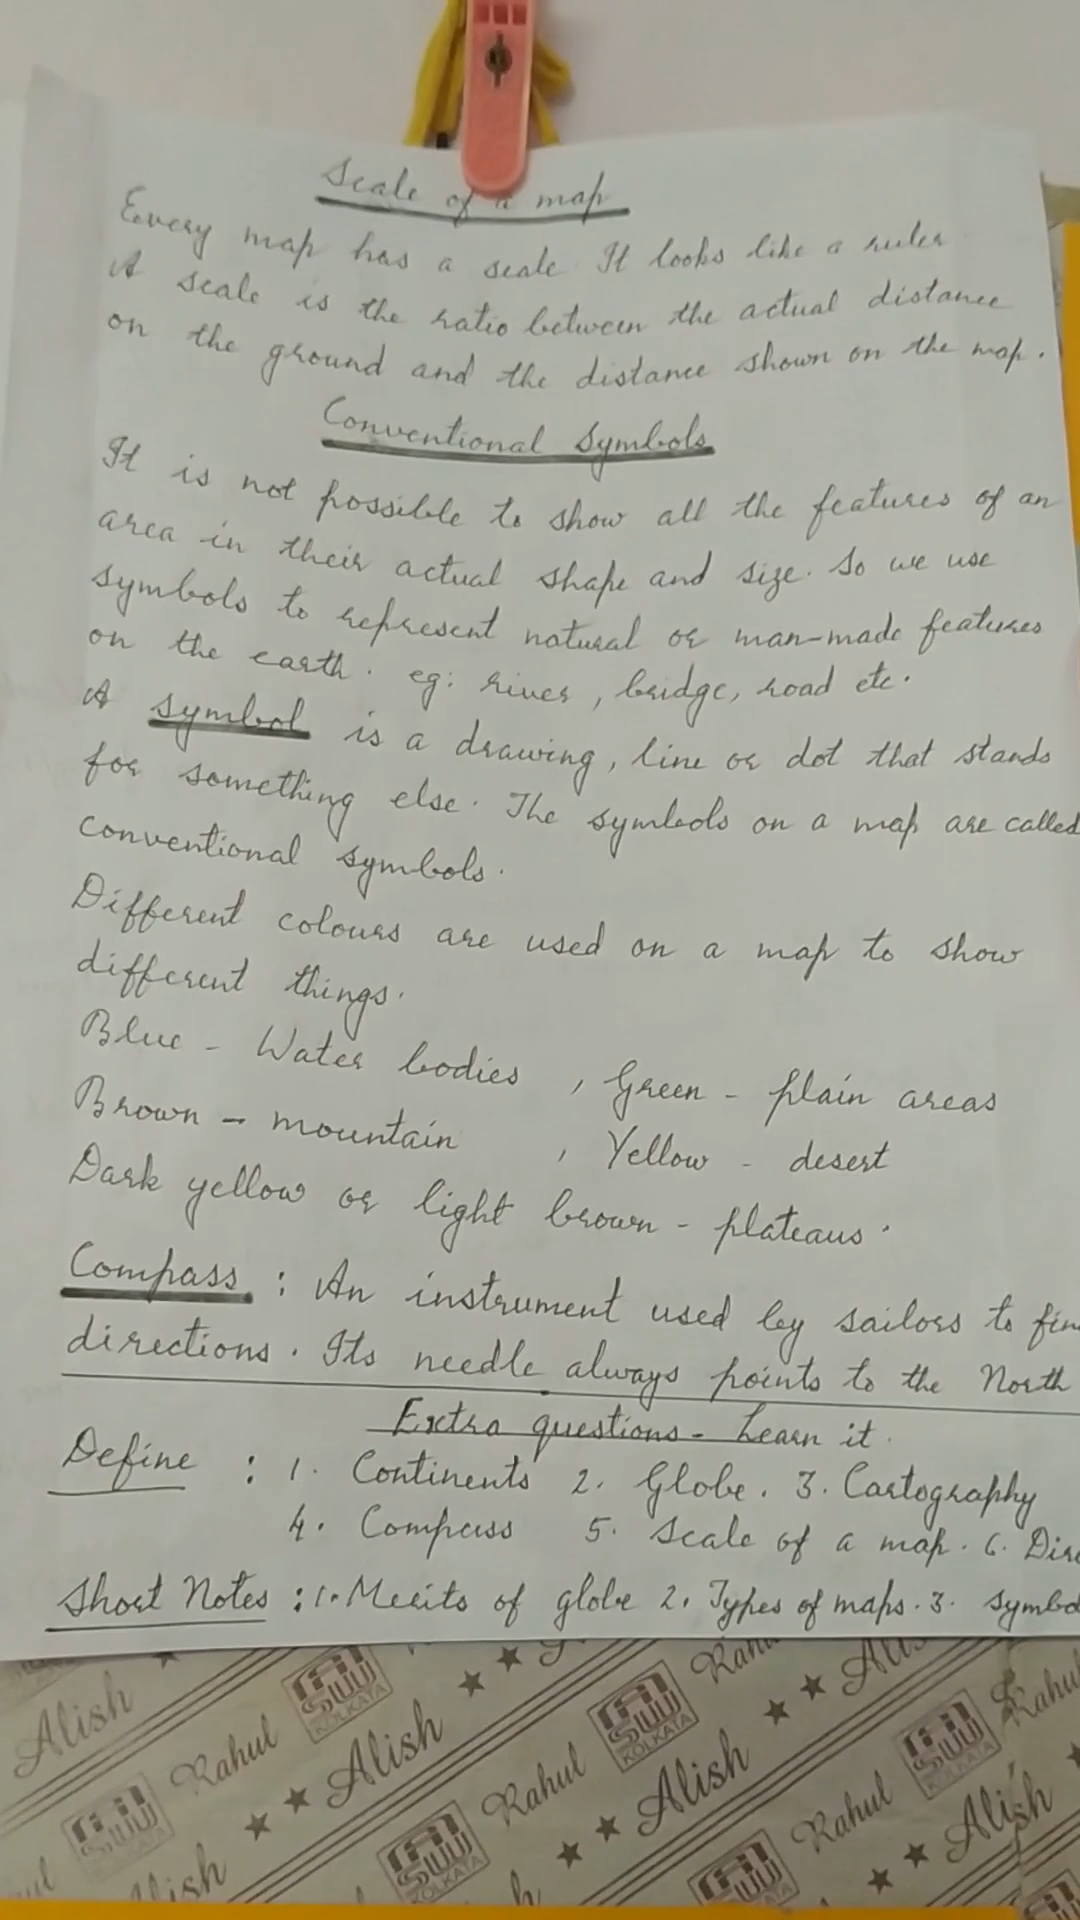 Scale of a map
Every map has a scale. It looks like a ruler
A scale is the ratio between the actual distance
on the ground and the distance shown on the map.
Conventional Symbols
It is not possible to show all the features of an
area in their actual shape and size. So we use
symbols to represent natural or man-made features
on the earth. eg: river, bridge, road etc.
A symbol is a drawing, line or dot that stands
for something else. The symbols on a map are called
conventional symbols.
Different colours are used on a map to show
different things.
Blue - Water bodies , Green - plain areas
Brown - mountain , Yellow - desert
Dark yellow or light brown - plateaus.
Compass : An instrument used by sailors to fin
directions. Its needle always points to the North
Extra questions - Learn it.
Define : 1. Continents 2. Globe. 3. Cartography
4. Compass 5. Scale of a map. 6. Dire
Short Notes : 1. Merits of globe 2. Types of maps. 3. Symbo
Alish Rahul KOLKATA Alish Rahul KOLKATA Alish Rahul
Rahul KOLKATA Alish Rahul KOLKATA Alish